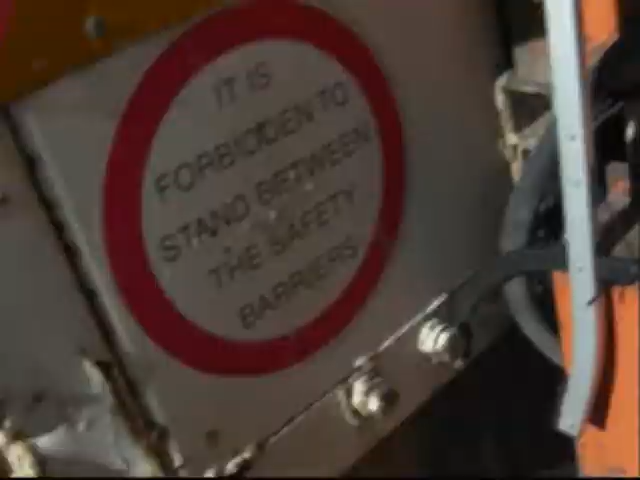 IT IS
FORBIDDEN TO
STAND BETWEEN
THE SAFETY
BARRIERS